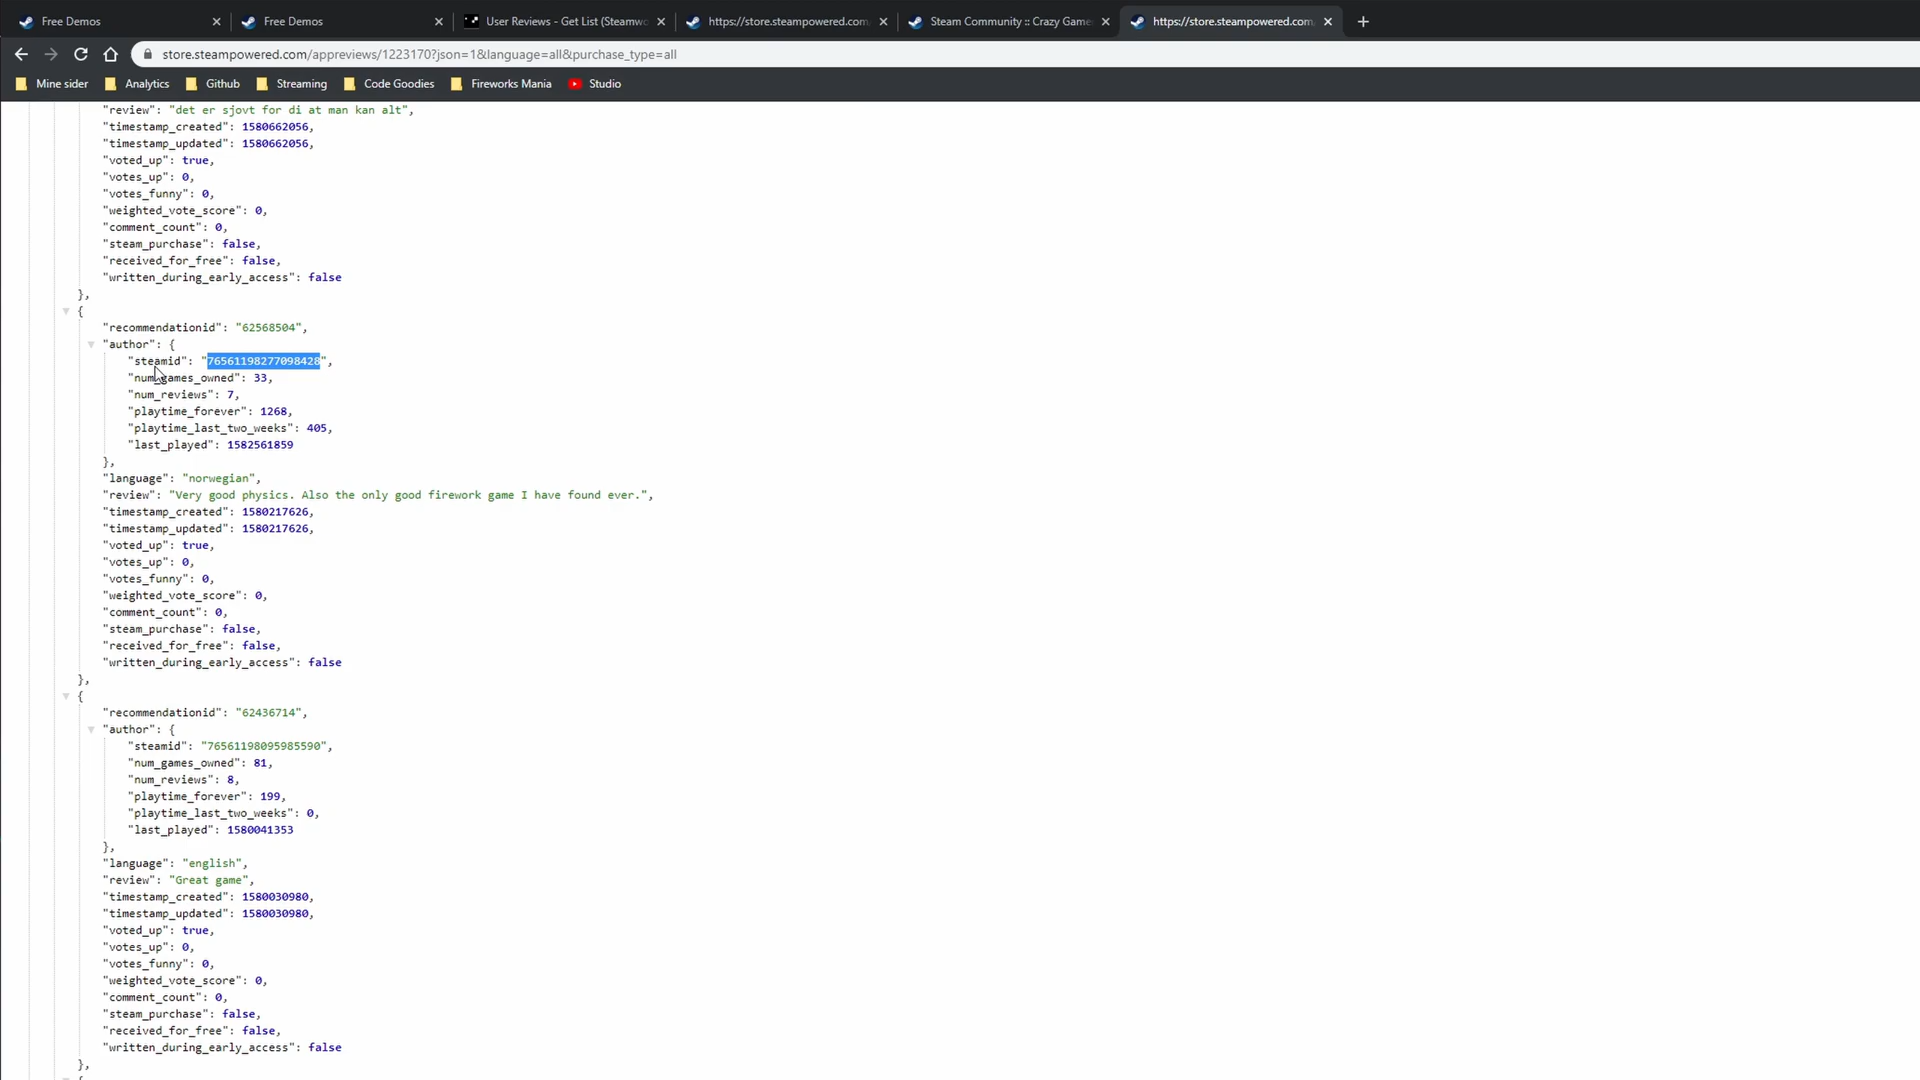 Free Demos
Free Demos
User Reviews - Get List (Steamwo
https://store.steampowered.com
Steam Community :: Crazy Game
https://store.steampowered.com
store.steampowered.com/appreviews/1223170?json=1&language=all&purchase_type=all
Mine sider
Analytics
Github
Streaming
Code Goodies
Fireworks Mania
Studio
"review": "det er sjovt for di at man kan alt",
"timestamp_created": 1580662056,
"timestamp_updated": 1580662056,
"voted_up": true,
"votes_up": 0,
"votes_funny": 0,
"weighted_vote_score": 0,
"comment_count": 0,
"steam_purchase": false,
"received_for_free": false,
"written_during_early_access": false
},
{
"recommendationid": "62568504",
"author": {
"steamid": "76561198277098428",
"num_games_owned": 33,
"num_reviews": 7,
"playtime_forever": 1268,
"playtime_last_two_weeks": 405,
"last_played": 1582561859
},
"language": "norwegian",
"review": "Very good physics. Also the only good firework game I have found ever.",
"timestamp_created": 1580217626,
"timestamp_updated": 1580217626,
"voted_up": true,
"votes_up": 0,
"votes_funny": 0,
"weighted_vote_score": 0,
"comment_count": 0,
"steam_purchase": false,
"received_for_free": false,
"written_during_early_access": false
},
{
"recommendationid": "62436714",
"author": {
"steamid": "76561198095985590",
"num_games_owned": 81,
"num_reviews": 8,
"playtime_forever": 199,
"playtime_last_two_weeks": 0,
"last_played": 1580041353
},
"language": "english",
"review": "Great game",
"timestamp_created": 1580030980,
"timestamp_updated": 1580030980,
"voted_up": true,
"votes_up": 0,
"votes_funny": 0,
"weighted_vote_score": 0,
"comment_count": 0,
"steam_purchase": false,
"received_for_free": false,
"written_during_early_access": false
},
{